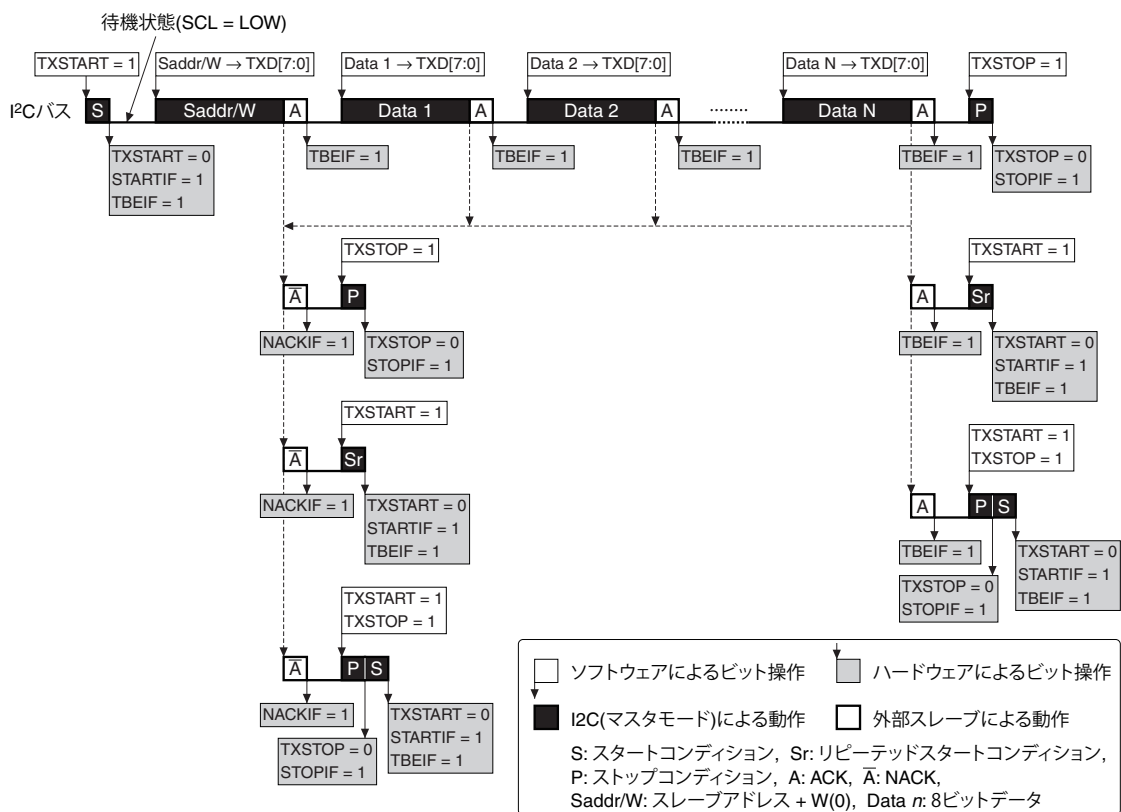 待機状態(SCL = LOW)
TXSTART = 1
Saddr/W → TXD[7:0]
Data 1 → TXD[7:0]
Data 2 → TXD[7:0]
Data N → TXD[7:0]
TXSTOP = 1
I²Cバス
S
Saddr/W
A
Data 1
A
Data 2
A
Data N
A
P
TXSTART = 0
STARTIF = 1
TBEIF = 1
TBEIF = 1
TBEIF = 1
TBEIF = 1
TBEIF = 1
TXSTOP = 0
STOPIF = 1
TXSTOP = 1
A̅
P
NACKIF = 1
TXSTOP = 0
STOPIF = 1
TXSTART = 1
A
Sr
TBEIF = 1
TXSTART = 0
STARTIF = 1
TBEIF = 1
TXSTART = 1
A̅
Sr
NACKIF = 1
TXSTART = 0
STARTIF = 1
TBEIF = 1
TXSTART = 1
TXSTOP = 1
A
P
S
TBEIF = 1
TXSTOP = 0
STOPIF = 1
TXSTART = 0
STARTIF = 1
TBEIF = 1
TXSTART = 1
TXSTOP = 1
A̅
P
S
NACKIF = 1
TXSTOP = 0
STOPIF = 1
TXSTART = 0
STARTIF = 1
TBEIF = 1
ソフトウェアによるビット操作
ハードウェアによるビット操作
I2C(マスタモード)による動作
外部スレーブによる動作
S: スタートコンディション, Sr: リピーテッドスタートコンディション,
P: ストップコンディション, A: ACK, A̅: NACK,
Saddr/W: スレーブアドレス + W(0), Data n: 8ビットデータ